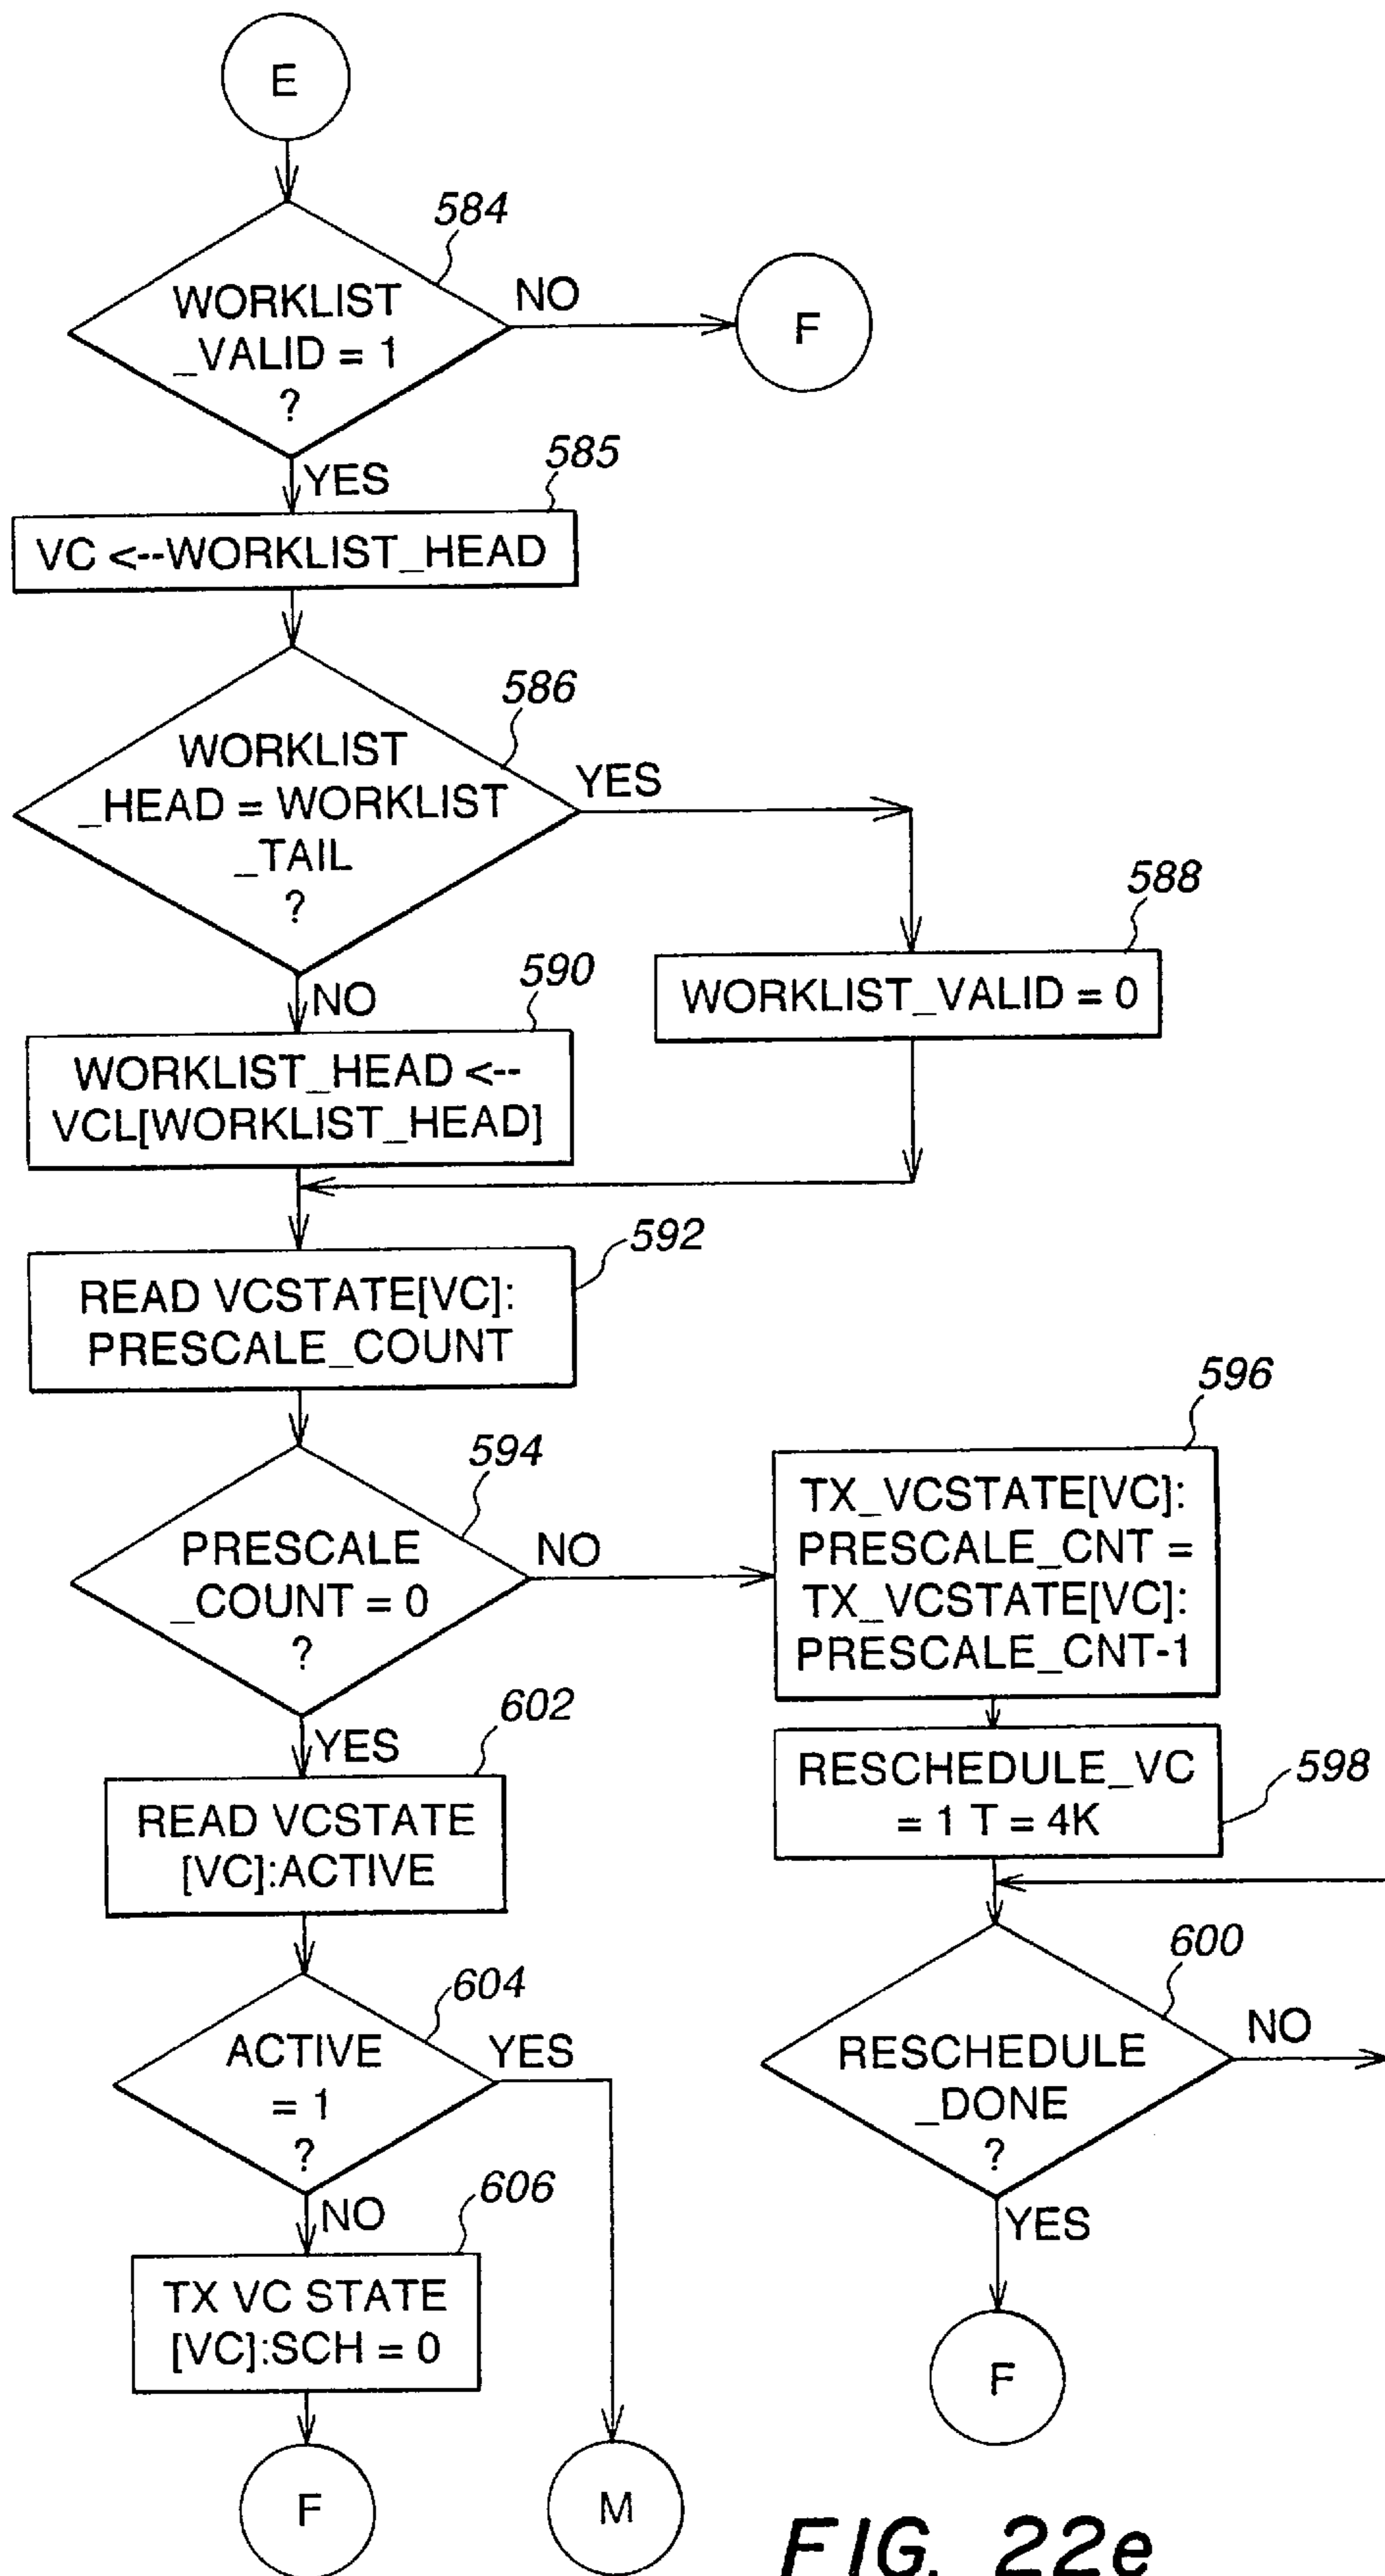 E
584
WORKLIST
_VALID = 1
?
NO
F
YES
585
VC <--WORKLIST_HEAD
586
WORKLIST
_HEAD = WORKLIST
_TAIL
?
YES
588
WORKLIST_VALID = 0
NO
590
WORKLIST_HEAD <--
VCL[WORKLIST_HEAD]
592
READ VCSTATE[VC]:
PRESCALE_COUNT
594
PRESCALE
_COUNT = 0
?
NO
596
TX_VCSTATE[VC]:
PRESCALE_CNT =
TX_VCSTATE[VC]:
PRESCALE_CNT-1
598
RESCHEDULE_VC
= 1 T = 4K
600
RESCHEDULE
_DONE
?
NO
YES
F
YES
602
READ VCSTATE
[VC]:ACTIVE
604
ACTIVE
= 1
?
YES
NO
606
TX VC STATE
[VC]:SCH = 0
F
M
FIG. 22e